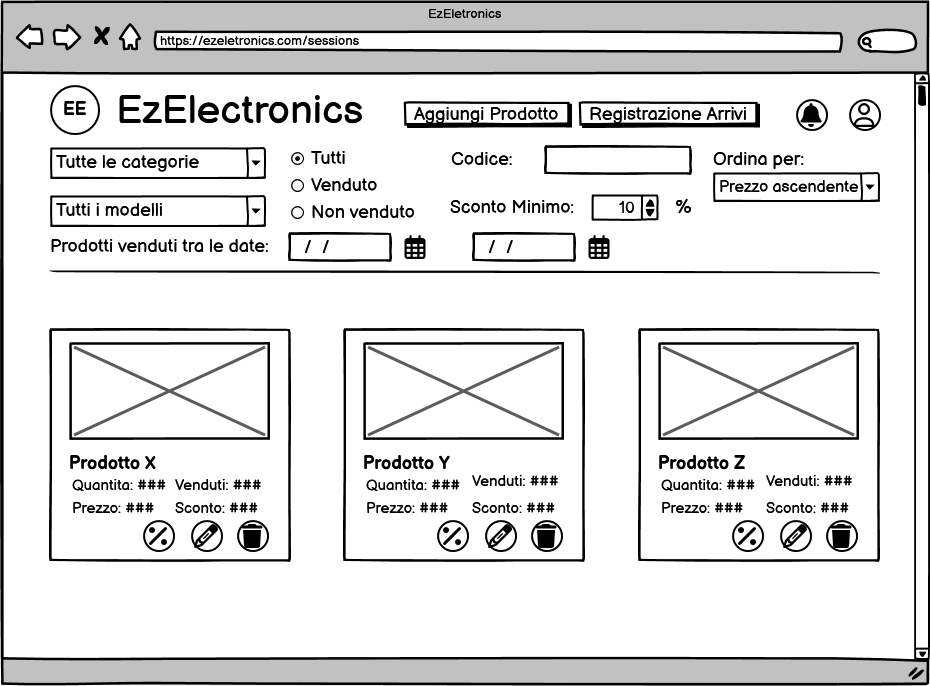 EzEletronics
https://ezeletronics.com/sessions
EE
EzElectronics
Aggiungi Prodotto
Registrazione Arrivi
Tutte le categorie
Tutti
Codice:
Ordina per:
Venduto
Prezzo ascendente
Tutti i modelli
Non venduto
Sconto Minimo:
10
%
Prodotti venduti tra le date:
/ /
/ /
Prodotto X
Quantita: ### Venduti: ###
Prezzo: ### Sconto: ###
Prodotto Y
Quantita: ### Venduti: ###
Prezzo: ### Sconto: ###
Prodotto Z
Quantita: ### Venduti: ###
Prezzo: ### Sconto: ###